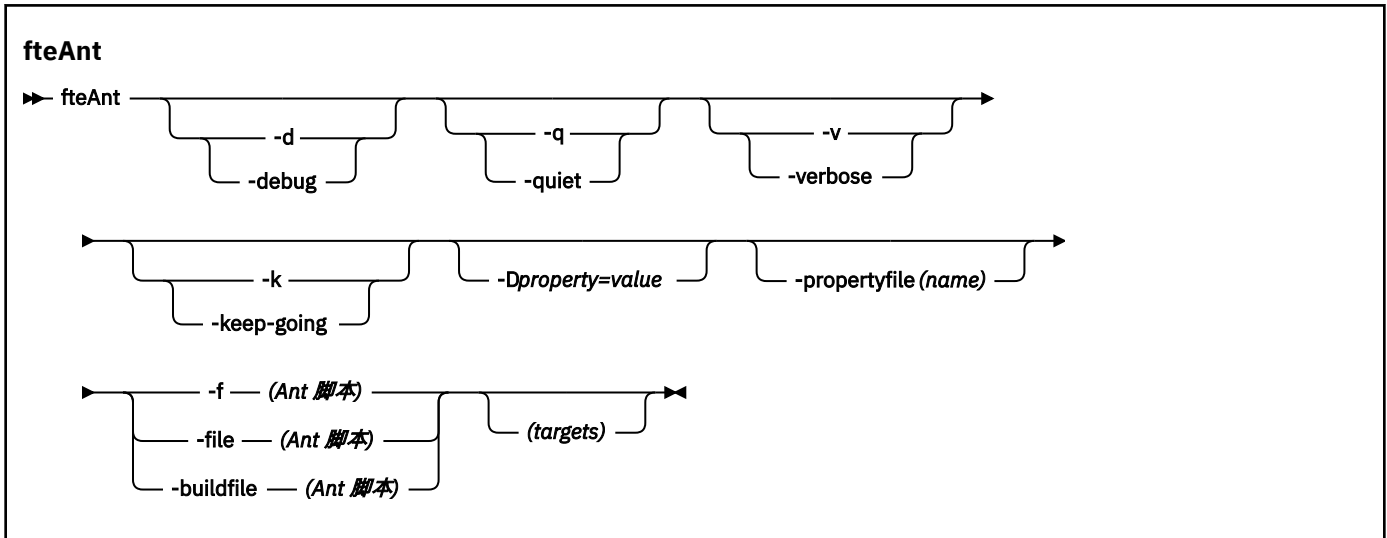 fteAnt
fteAnt
-d -q -v
-debug -quiet -verbose
-k -Dproperty=value -propertyfile (name)
-keep-going
-f (Ant 脚本)
-file (Ant 脚本) (targets)
-buildfile (Ant 脚本)